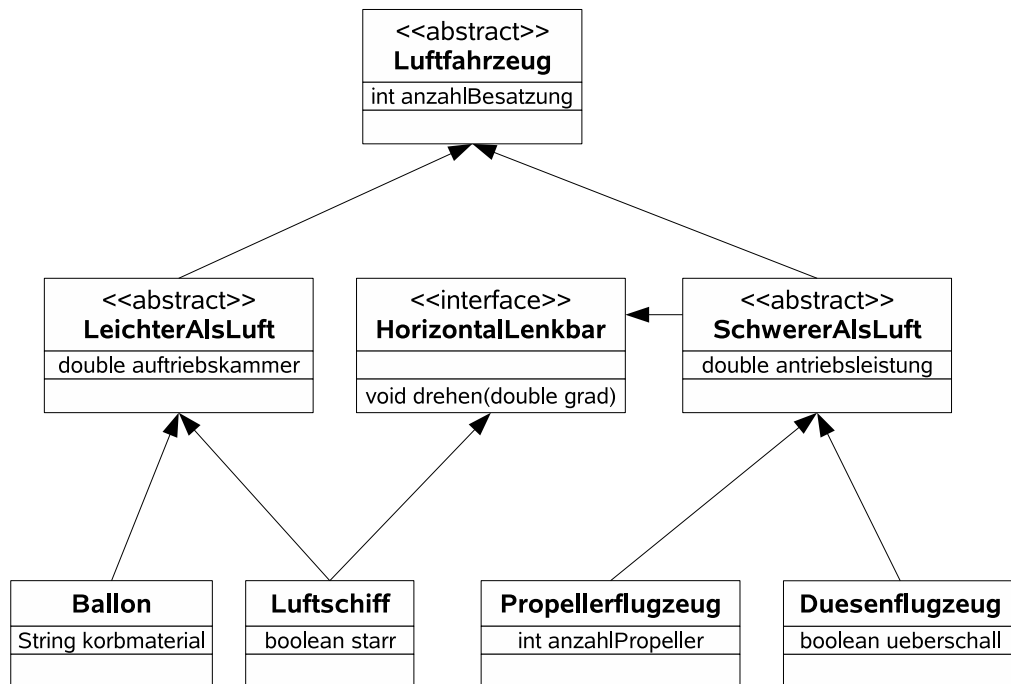 <<abstract>>
Luftfahrzeug
int anzahlBesatzung
<<abstract>>
LeichterAlsLuft
double auftriebskammer
<<interface>>
HorizontalLenkbar
void drehen(double grad)
<<abstract>>
SchwererAlsLuft
double antriebsleistung
Ballon
String korbmaterial
Luftschiff
boolean starr
Propellerflugzeug
int anzahlPropeller
Duesenflugzeug
boolean ueberschall